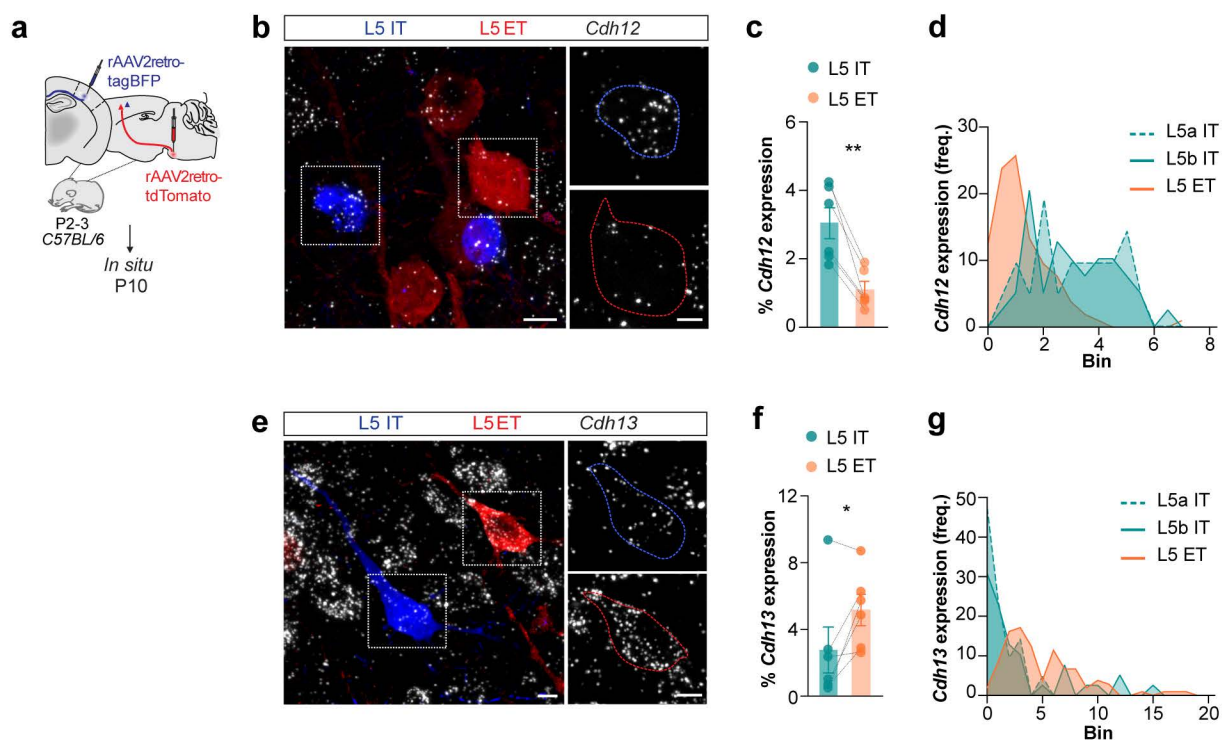 a
rAAV2retro-
tagBFP
rAAV2retro-
tdTomato
P2-3
C57BL/6
In situ
P10
b
L5 IT L5 ET Cdh12
c
L5 IT
L5 ET
% Cdh12 expression
6
4
2
0
**
d
Cdh12 expression (freq.)
30
20
10
0
0 2 4 6 8
Bin
L5a IT
L5b IT
L5 ET
e
L5 IT L5 ET Cdh13
f
L5 IT
L5 ET
% Cdh13 expression
12
8
4
0
*
g
Cdh13 expression (freq.)
50
40
30
20
10
0
0 5 10 15 20
Bin
L5a IT
L5b IT
L5 ET